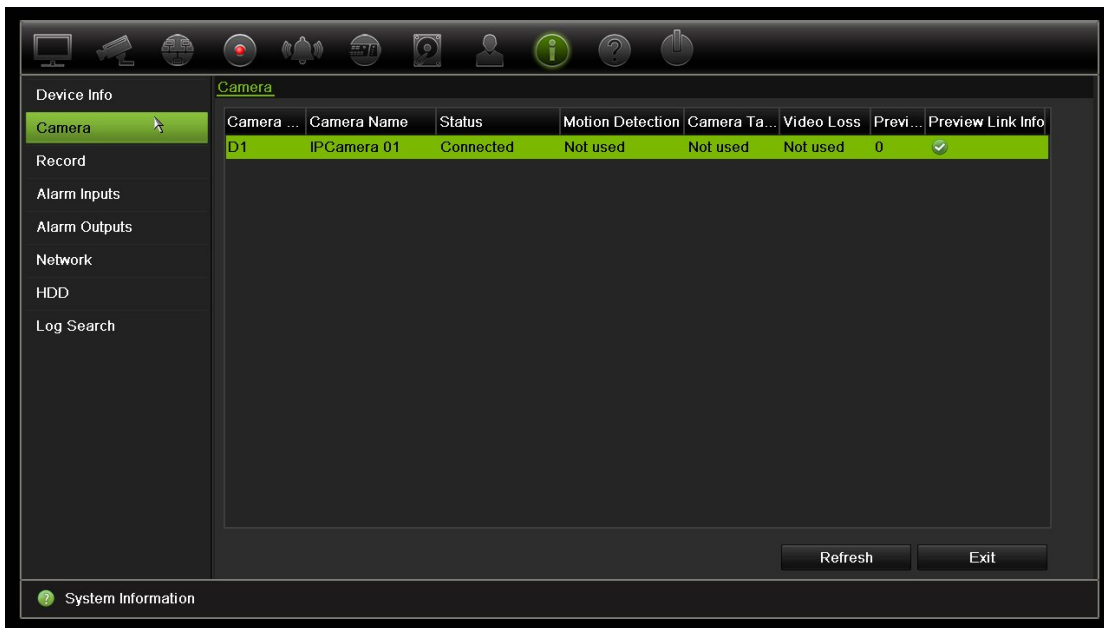 Device Info
Camera
Record
Alarm Inputs
Alarm Outputs
Network
HDD
Log Search
Camera
Camera ... Camera Name Status Motion Detection Camera Ta... Video Loss Previ... Preview Link Info
D1 IPCamera 01 Connected Not used Not used Not used 0
Refresh Exit
System Information